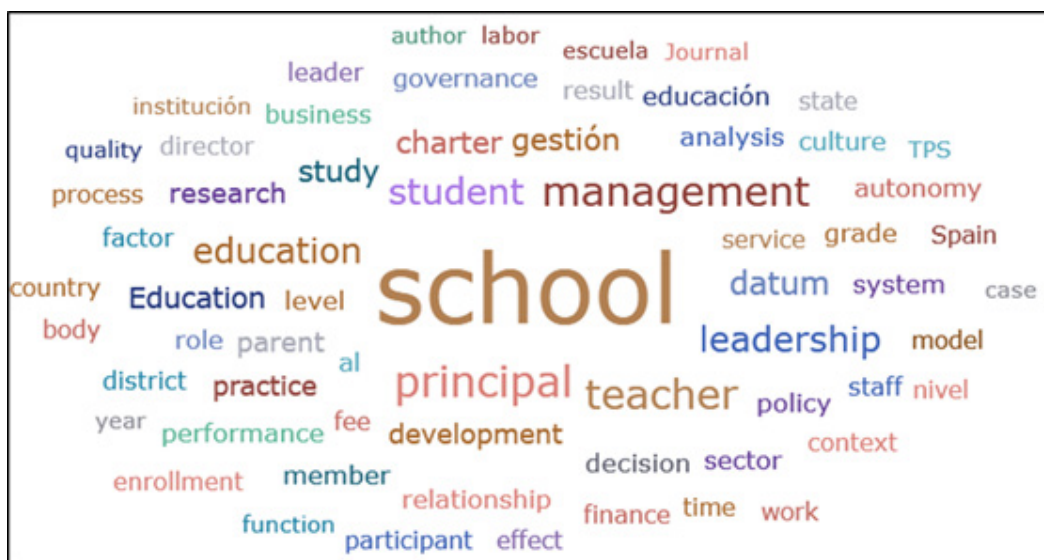 author labor escuela Journal
leader governance result educación state
institución business charter gestión analysis culture TPS
quality director study student management autonomy
process research
factor education school service grade Spain
country Education level datum system case
body role parent al leadership model
district practice principal teacher policy staff nivel
year performance fee development context
enrollment member decision sector
relationship finance time work
function participant effect